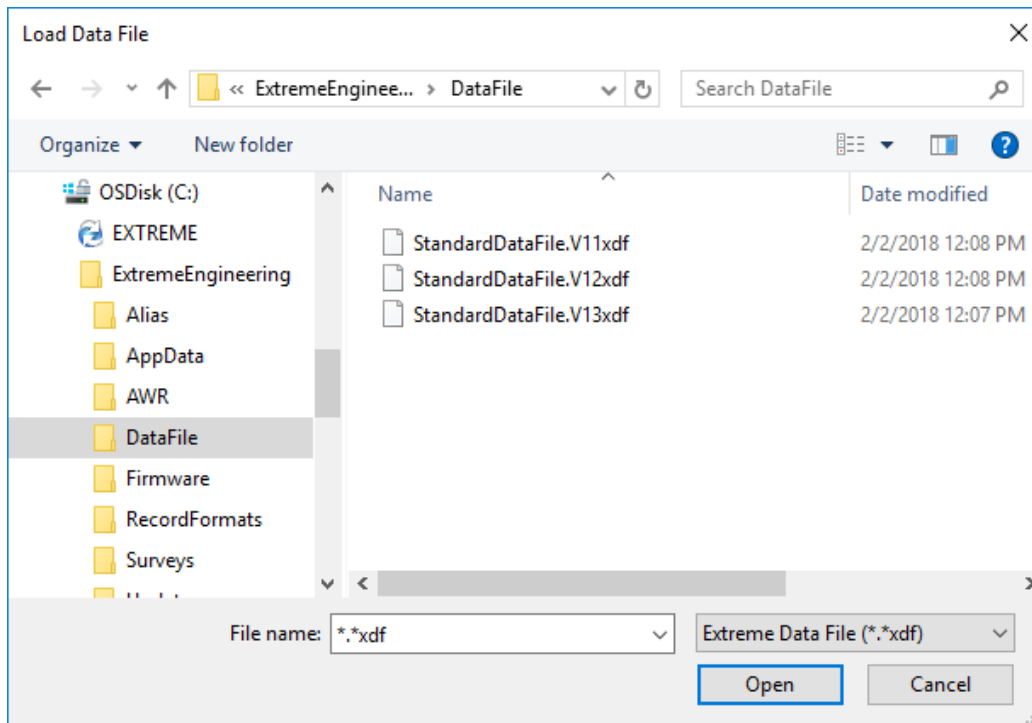 Load Data File
« ExtremeEnginee... › DataFile
Search DataFile
Organize
New folder
OSDisk (C:)
EXTREME
ExtremeEngineering
Alias
AppData
AWR
DataFile
Firmware
RecordFormats
Surveys
Name
Date modified
StandardDataFile.V11xdf 2/2/2018 12:08 PM
StandardDataFile.V12xdf 2/2/2018 12:08 PM
StandardDataFile.V13xdf 2/2/2018 12:07 PM
File name: *.*xdf
Extreme Data File (*.*xdf)
Open
Cancel